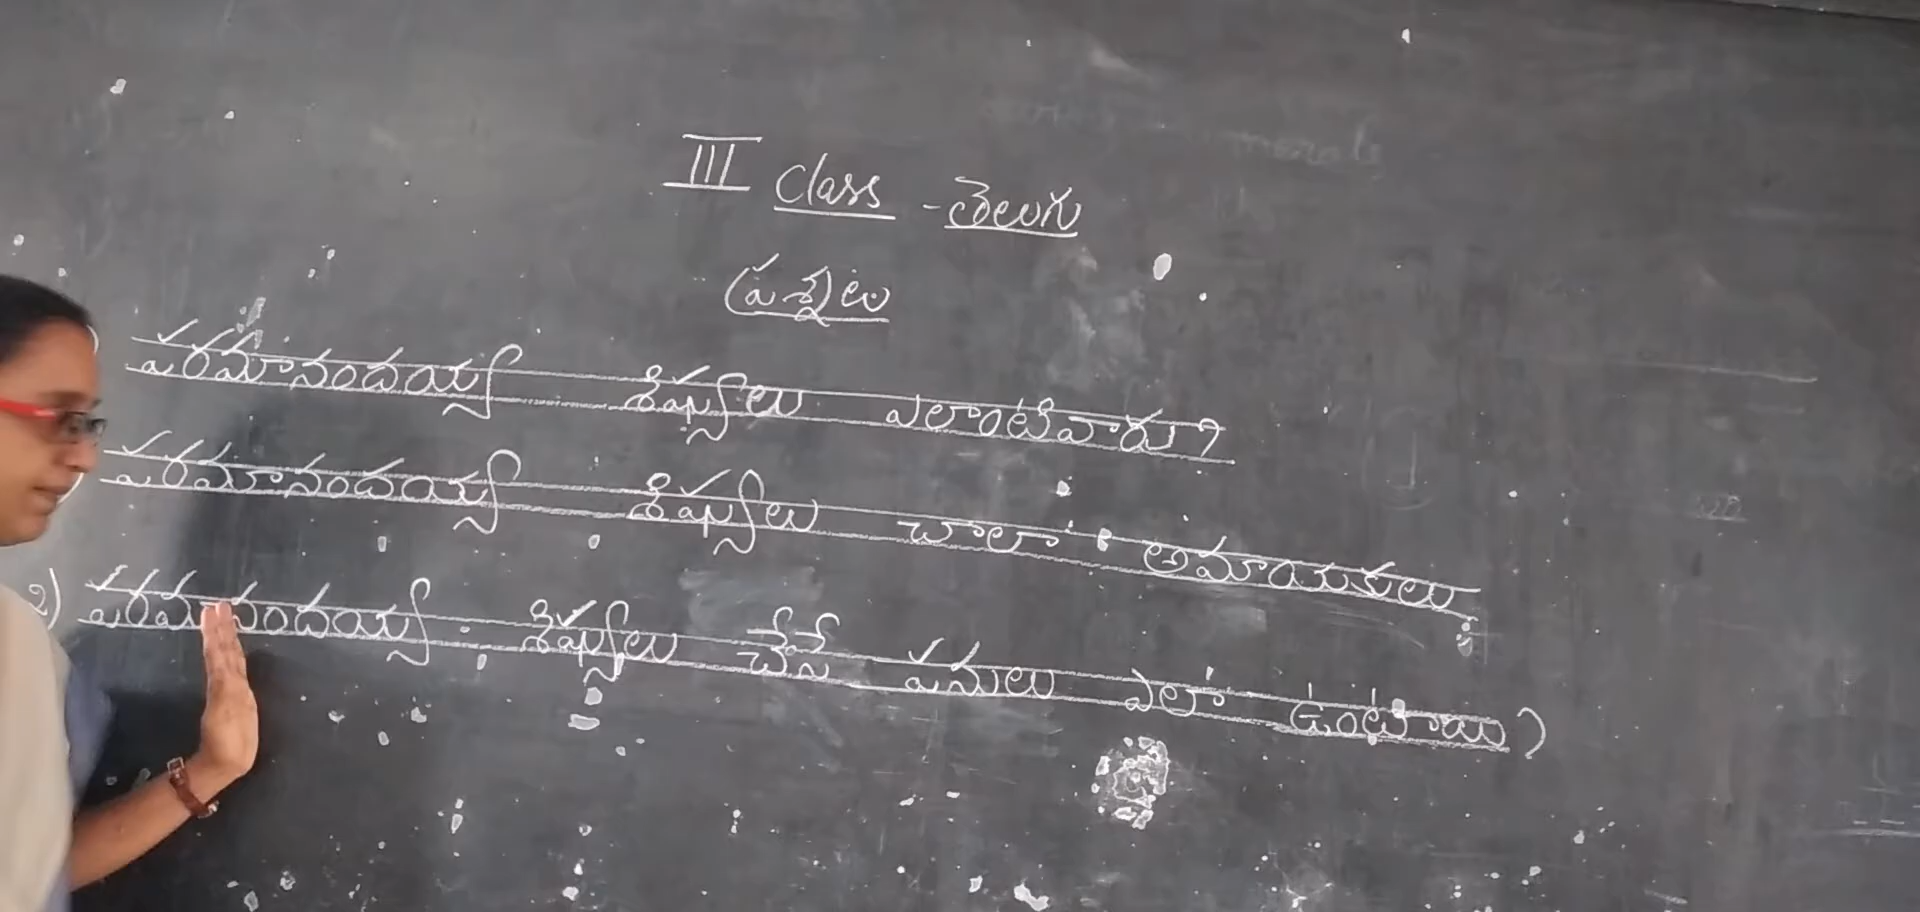 III class - తెలుగు
ప్రశ్నలు
పరమానందయ్య శిష్యులు ఎలాంటివారు?
పరమానందయ్య శిష్యులు చాలా అమాయకులు
2) పరమానందయ్య శిష్యులు చేసే పనులు ఎలా ఉంటాయి?